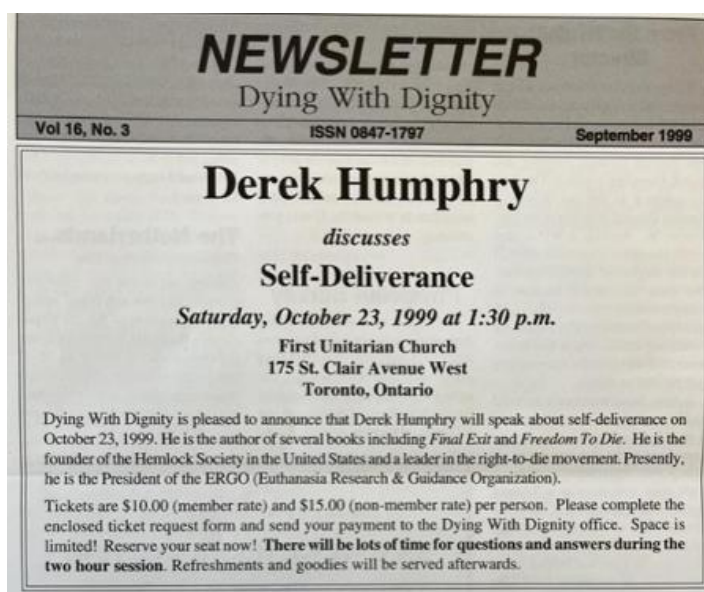 NEWSLETTER
Dying With Dignity
Vol 16, No. 3 ISSN 0847-1797 September 1999
Derek Humphry
discusses
Self-Deliverance
Saturday, October 23, 1999 at 1:30 p.m.
First Unitarian Church
175 St. Clair Avenue West
Toronto, Ontario
Dying With Dignity is pleased to announce that Derek Humphry will speak about self-deliverance on
October 23, 1999. He is the author of several books including Final Exit and Freedom To Die. He is the
founder of the Hemlock Society in the United States and a leader in the right-to-die movement. Presently,
he is the President of the ERGO (Euthanasia Research & Guidance Organization).
Tickets are $10.00 (member rate) and $15.00 (non-member rate) per person. Please complete the
enclosed ticket request form and send your payment to the Dying With Dignity office. Space is
limited! Reserve your seat now! There will be lots of time for questions and answers during the
two hour session. Refreshments and goodies will be served afterwards.